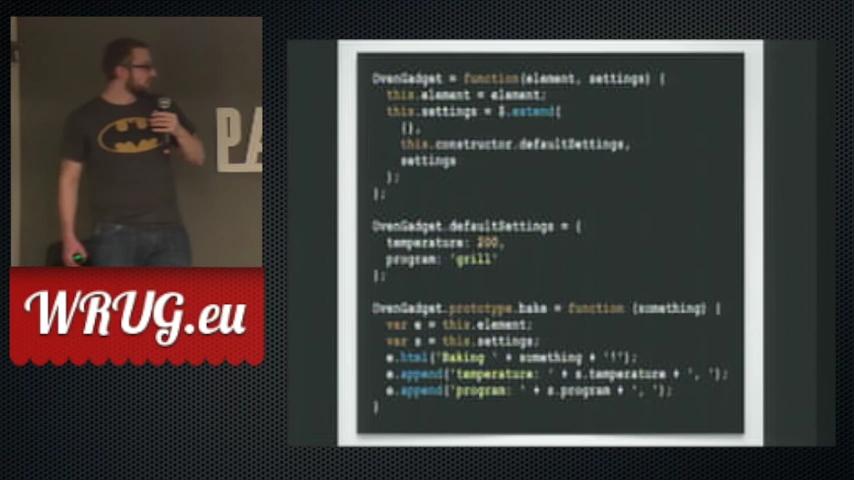 PA
WRUG.eu
OvenGadget = function(element, settings) {
this.element = element;
this.settings = $.extend(
{},
this.constructor.defaultSettings,
settings
);
};
OvenGadget.defaultSettings = {
temperature: 200,
program: 'grill'
};
OvenGadget.prototype.bake = function (something) {
var e = this.element;
var s = this.settings;
e.html('Baking ' + something + '!');
e.append('temperature: ' + s.temperature + ', ');
e.append('program: ' + s.program + ', ');
}